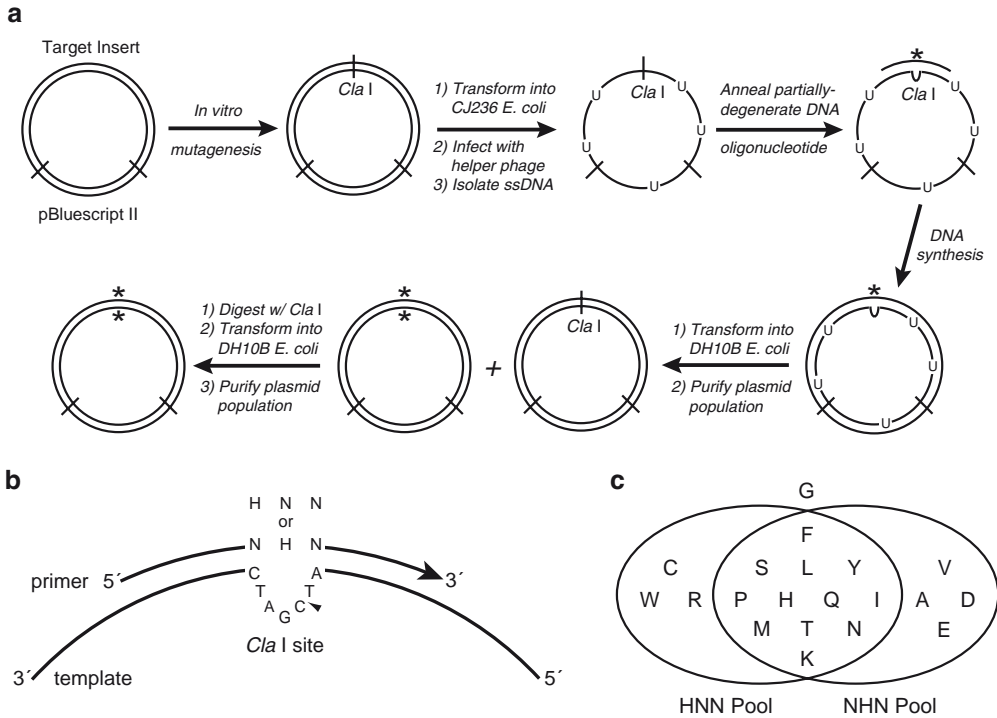 a
Target Insert
pBluescript II
In vitro
mutagenesis
Cla I
1) Transform into
CJ236 E. coli
2) Infect with
helper phage
3) Isolate ssDNA
Cla I
U
U
U
U
U
U
Anneal partially-
degenerate DNA
oligonucleotide
*
Cla I
U
U
U
U
U
U
DNA
synthesis
*
U
U
U
U
U
1) Transform into
DH10B E. coli
2) Purify plasmid
population
Cla I
+
*
*
1) Digest w/ Cla I
2) Transform into
DH10B E. coli
3) Purify plasmid
population
*
*
b
H N N
or
N H N
primer 5´
3´
C T A G C T A
Cla I site
3´ template
5´
c
G
F
C S L Y V
W R P H Q I A D
M T N E
K
HNN Pool NHN Pool